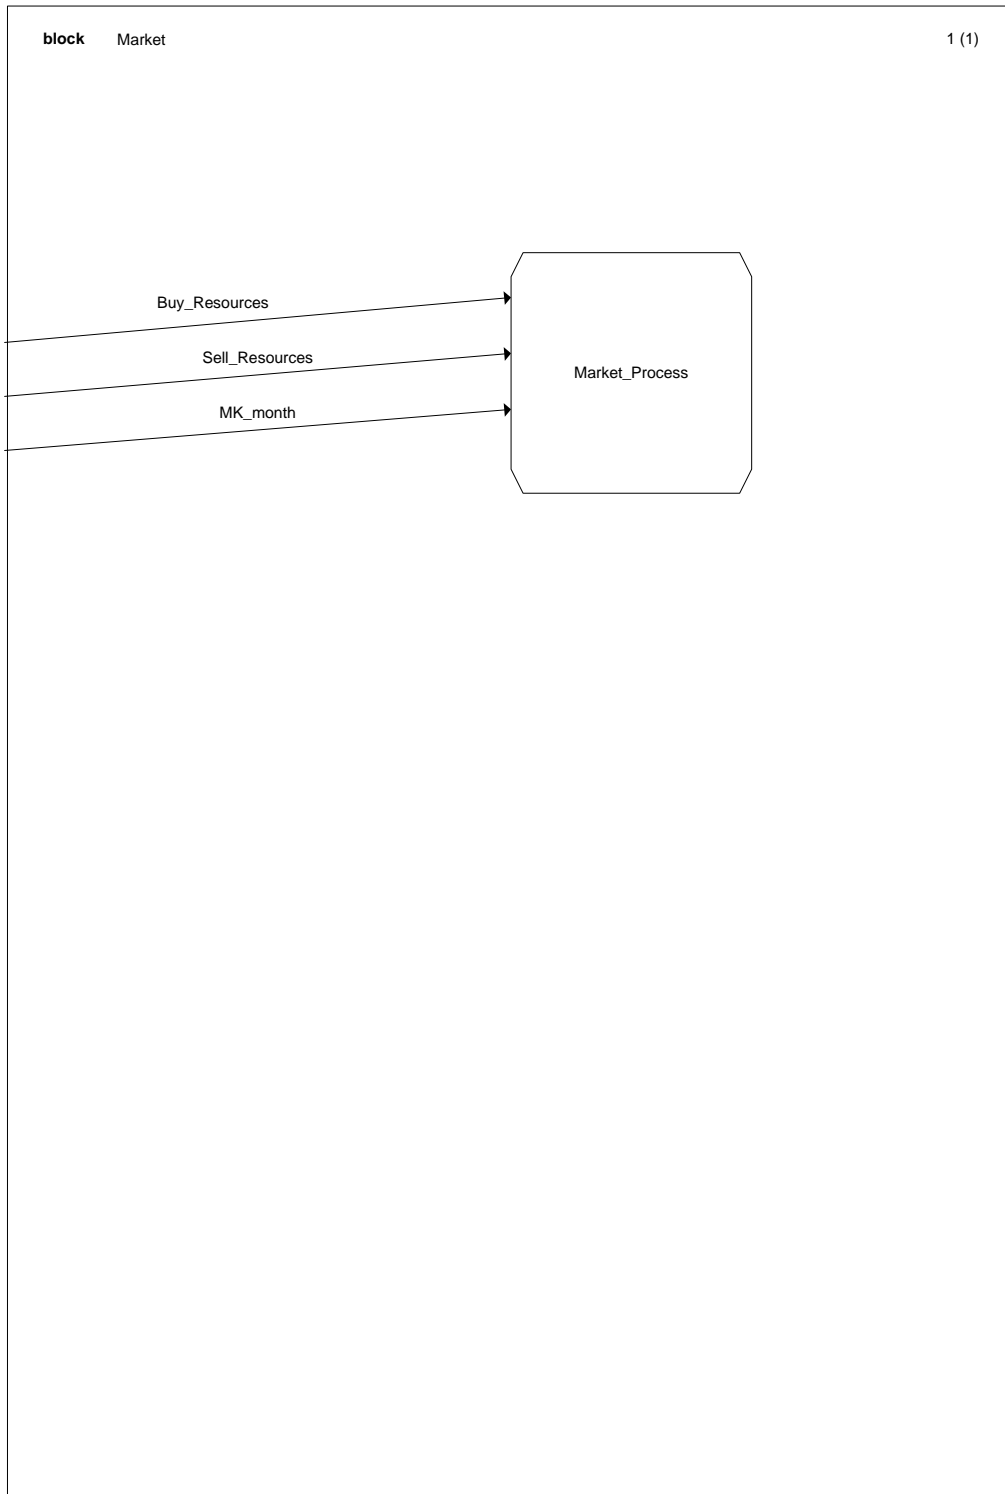 block Market 1 (1)
Buy_Resources
Sell_Resources
Market_Process
MK_month